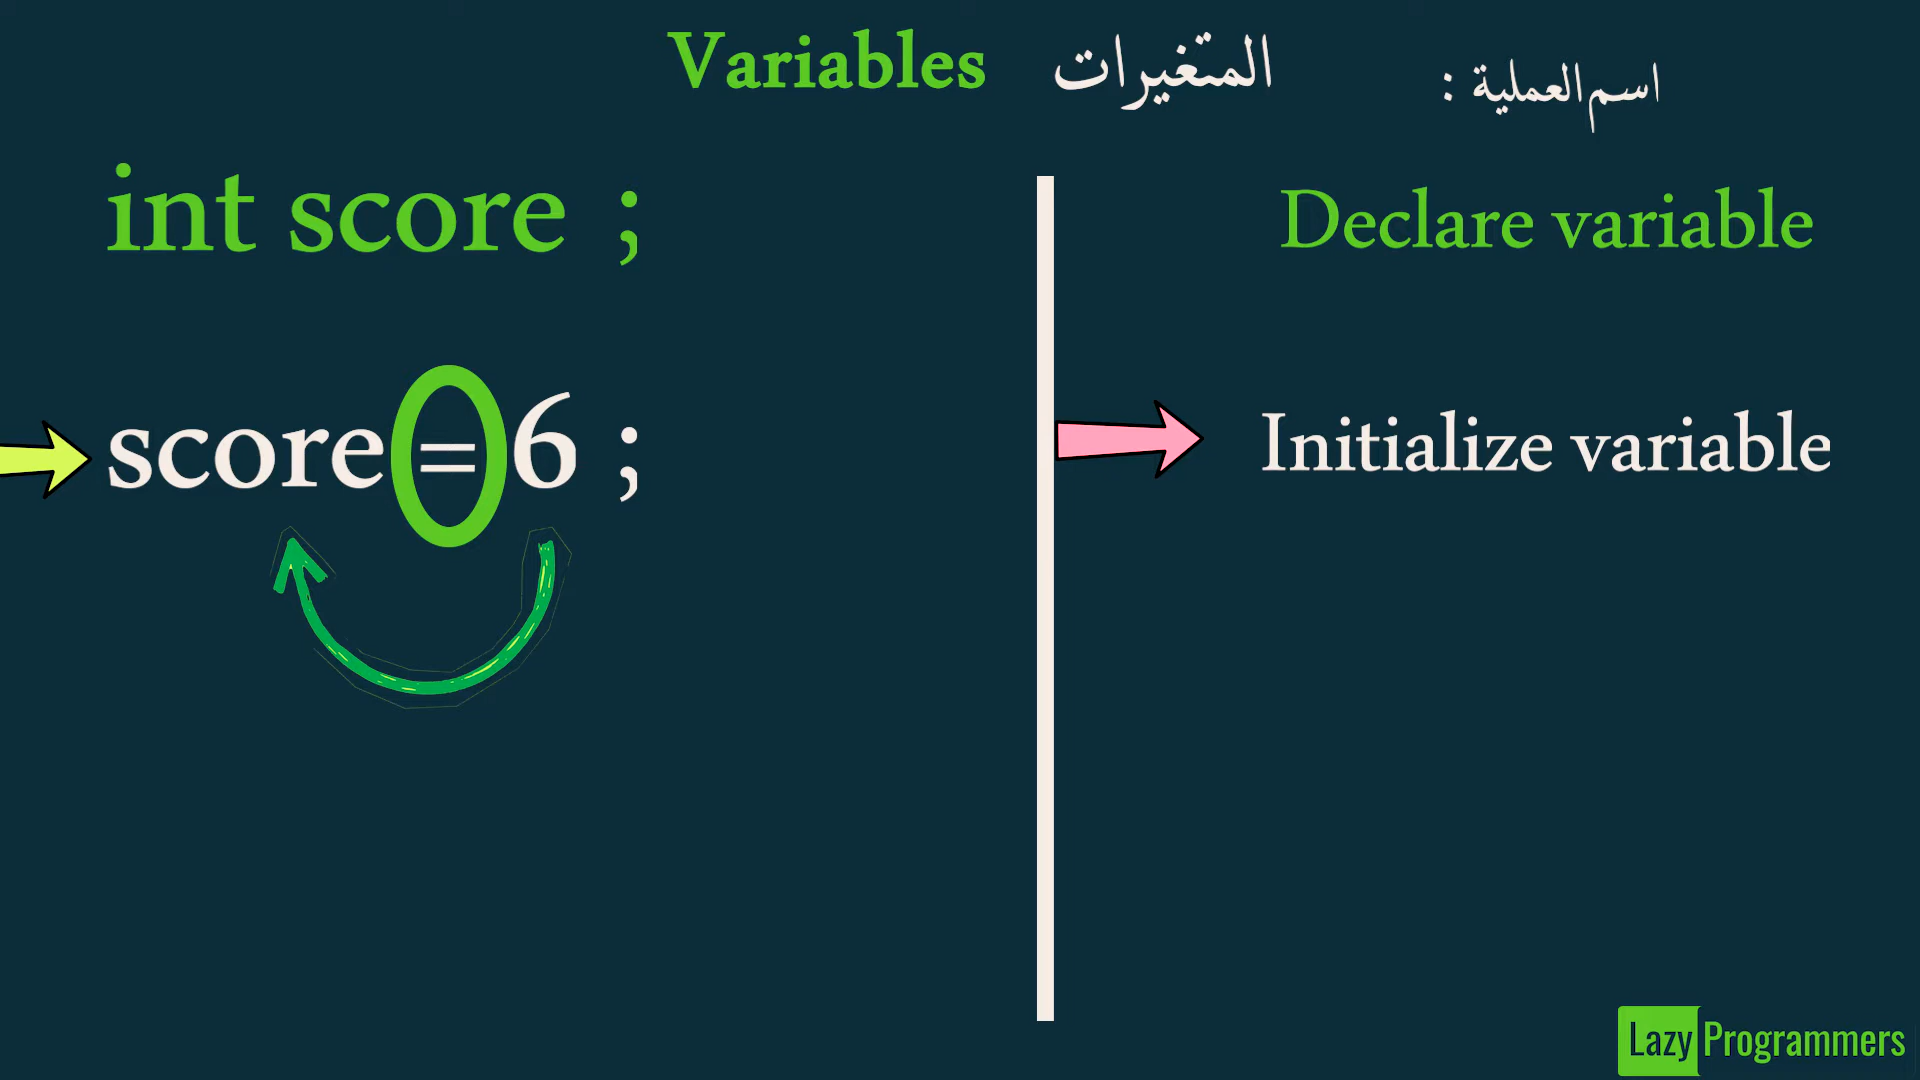 Variables المتغيرات
اسم العملية :
int score ;
Declare variable
score = 6 ;
Initialize variable
Lazy Programmers